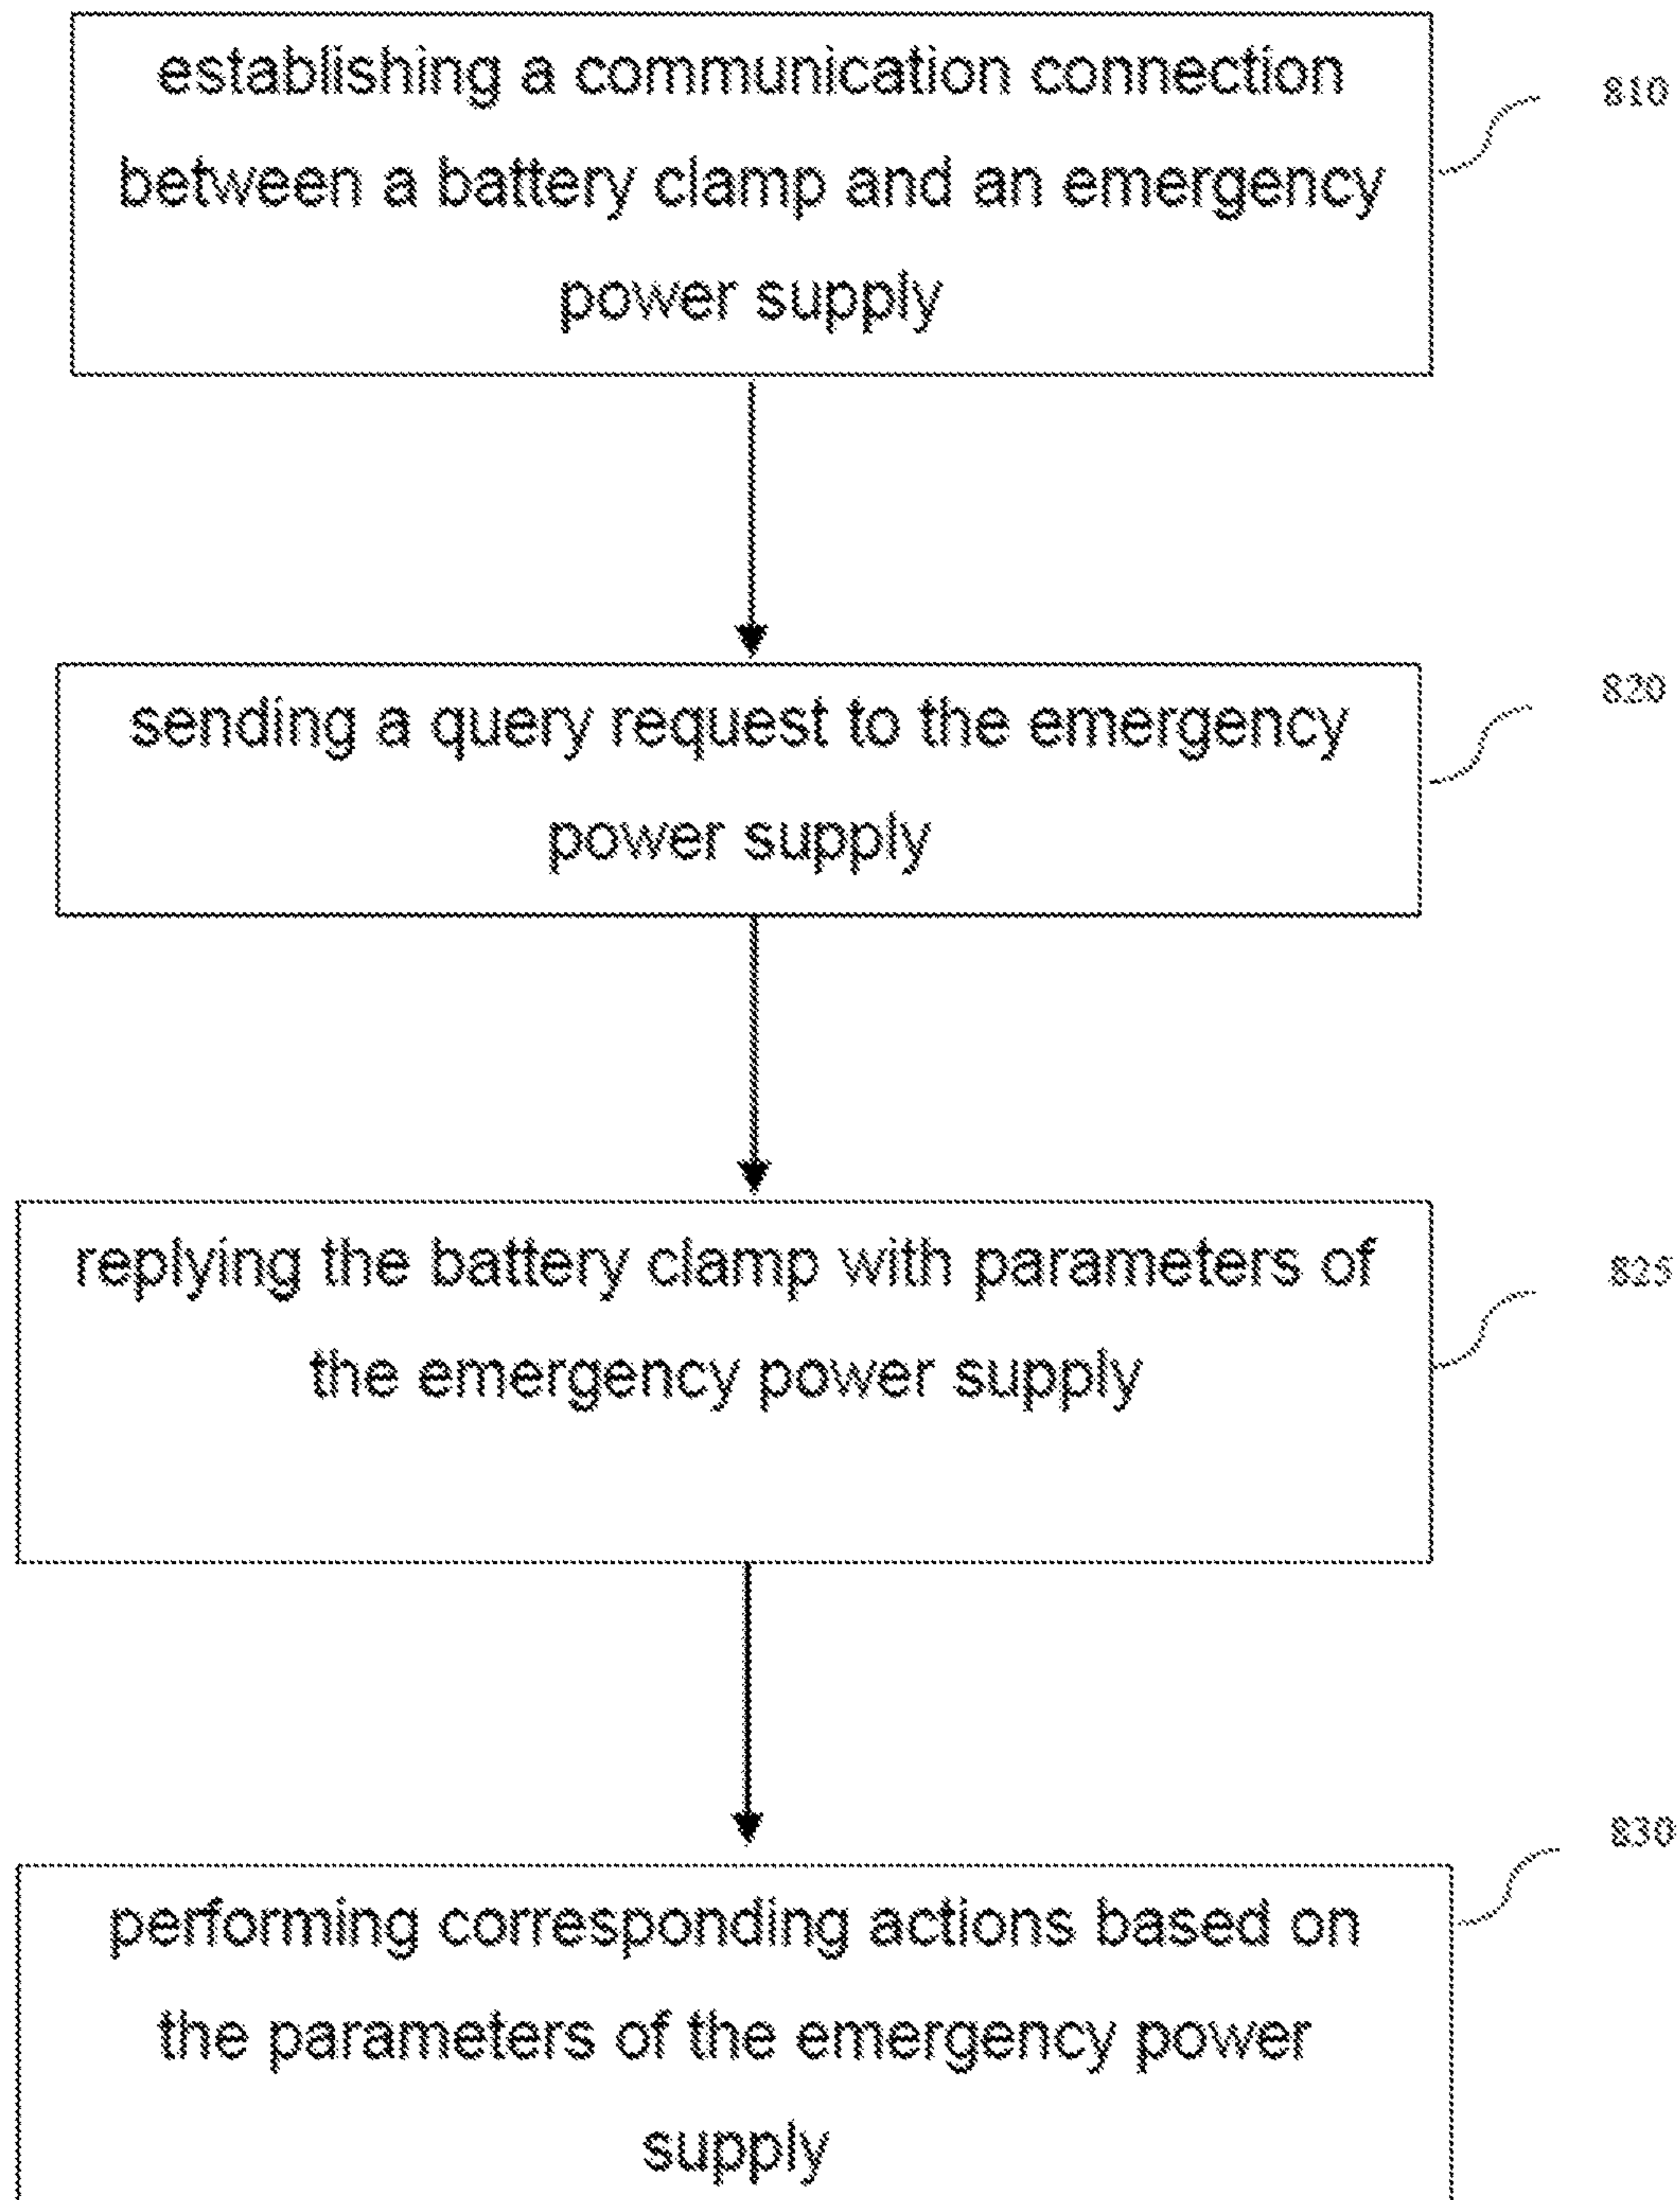 establishing a communication connection
between a battery clamp and an emergency
power supply
810
sending a query request to the emergency
power supply
820
replying the battery clamp with parameters of
the emergency power supply
825
performing corresponding actions based on
the parameters of the emergency power
supply
830